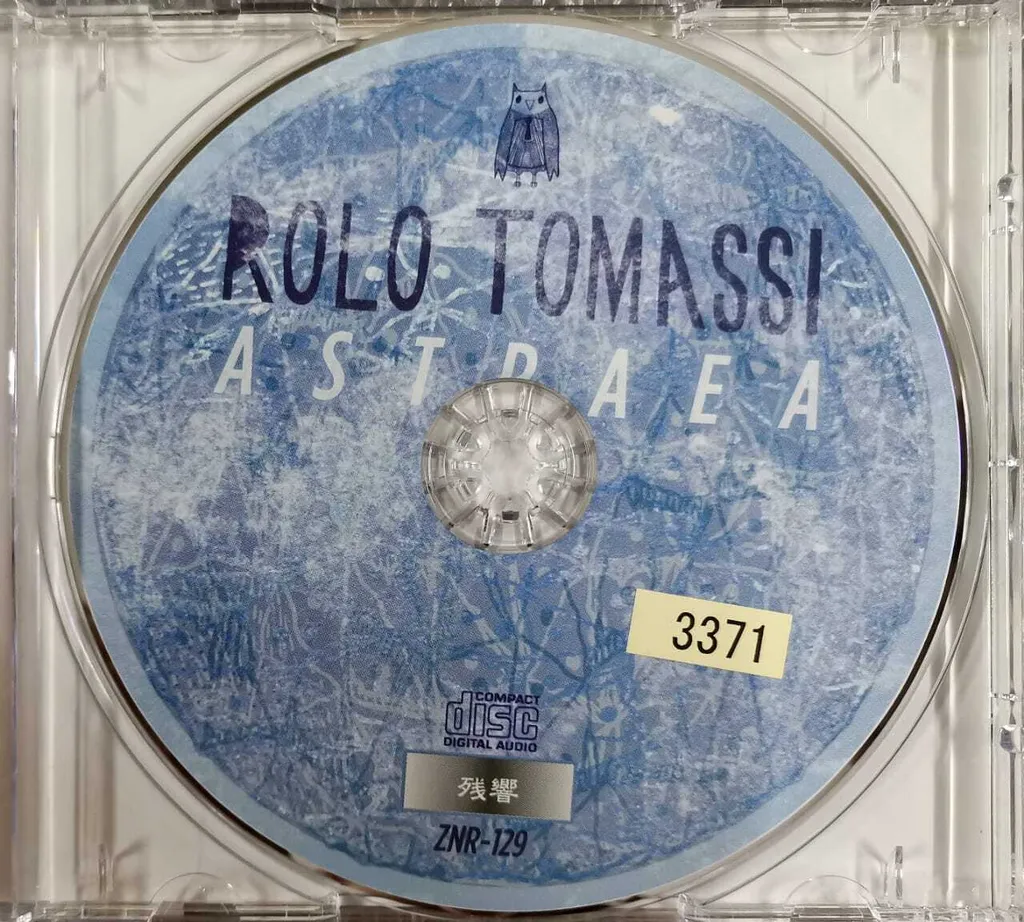 ROLO TOMASSI
ASTRAEA
3371
COMPACT
disc
DIGITAL AUDIO
残響
ZNR-129